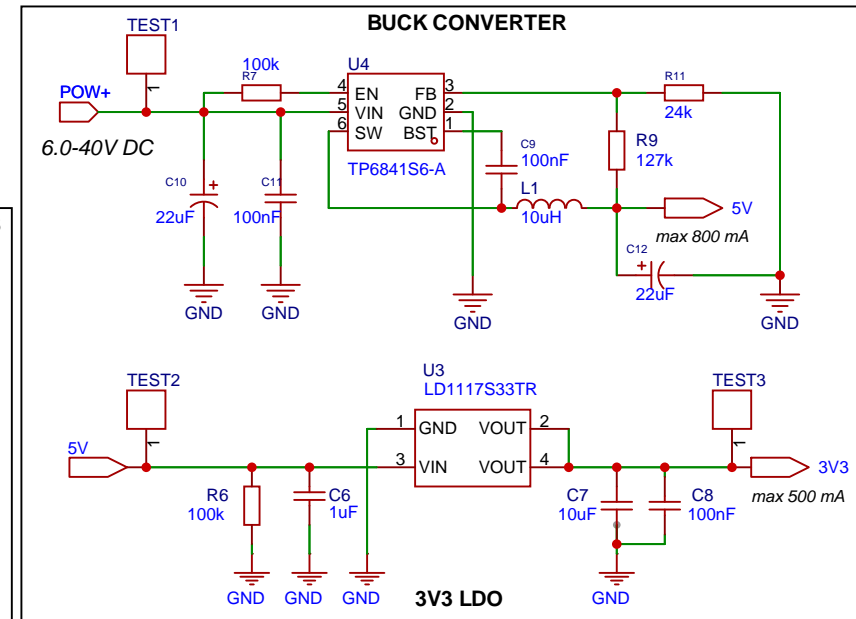 BUCK CONVERTER
TEST1
1
POW+
6.0-40V DC
100k
R7
U4
4 EN FB 3
5 VIN GND 2
6 SW BST 1
TP6841S6-A
R11
24k
R9
127k
C9
100nF
L1
10uH
5V
max 800 mA
C10
22uF
C11
100nF
C12
22uF
GND
GND
GND
GND
TEST2
1
5V
R6
100k
C6
1uF
U3
LD1117S33TR
1 GND VOUT 2
3 VIN VOUT 4
TEST3
1
3V3
max 500 mA
C7
10uF
C8
100nF
GND
GND
GND
GND
3V3 LDO